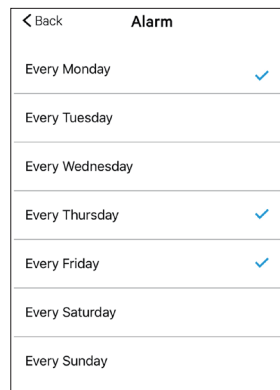 Back Alarm
Every Monday
Every Tuesday
Every Wednesday
Every Thursday
Every Friday
Every Saturday
Every Sunday